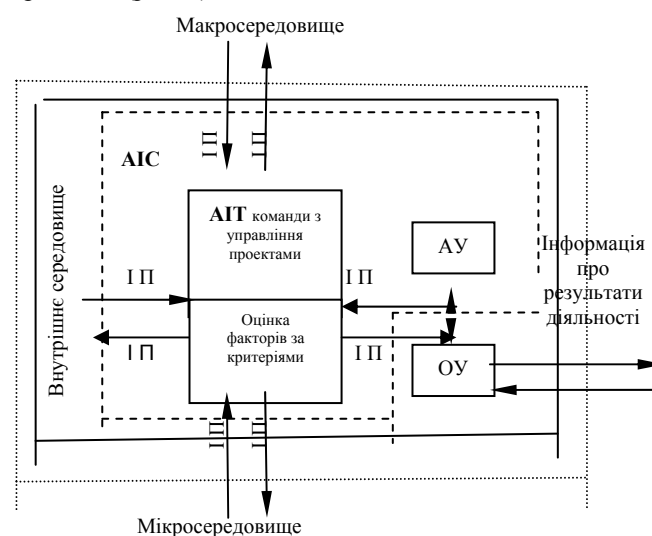 Макросередовище
І П
І П
АІС
АІТ команди з
управління
проектами
АУ
Інформація
про
результати
діяльності
Внутрішнє середовище
І П
І П
Оцінка
факторів за
критеріями
І П
І П
ОУ
І П
І П
Мікросередовище